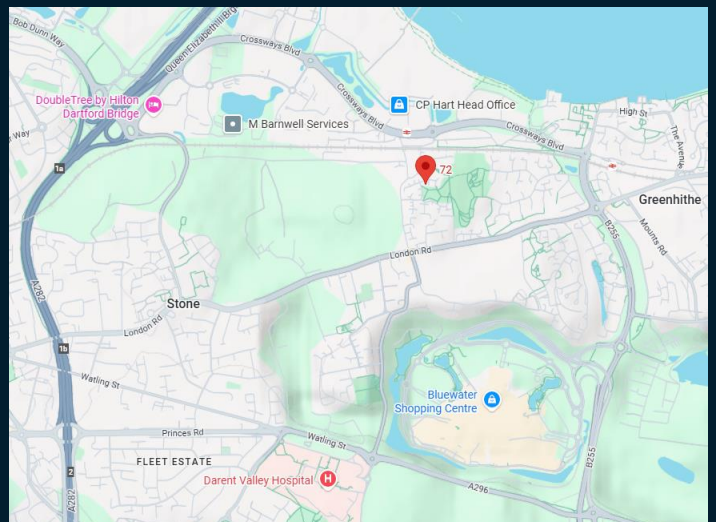 Bob Dunn Way
Queen Elizabeth II Brg
Crossways Blvd
DoubleTree by Hilton
Dartford Bridge
M Barnwell Services
Crossways Blvd
CP Hart Head Office
Crossways Blvd
High St
The Avenue
s Way
1a
72
Greenhithe
B255
Mounts Rd
London Rd
A282
Stone
London Rd
1b
Watling St
Bluewater
Shopping Centre
Princes Rd
Watling St
FLEET ESTATE
2
Darent Valley Hospital
H
A296
B255
A282